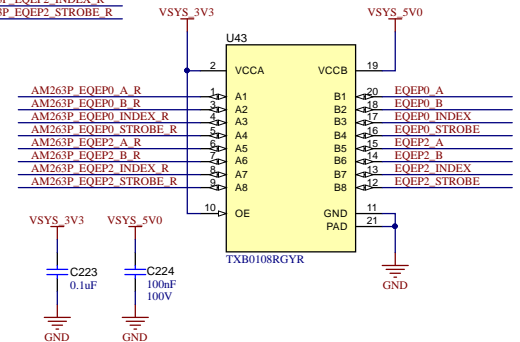 P_EQEP2_INDEX_R
3P_EQEP2_STROBE_R
VSYS_3V3
VSYS_5V0
U43
2 VCCA VCCB 19
AM263P_EQEP0_A_R 1 A1 B1 20 EQEP0_A
AM263P_EQEP0_B_R 3 A2 B2 18 EQEP0_B
AM263P_EQEP0_INDEX_R 4 A3 B3 17 EQEP0_INDEX
AM263P_EQEP0_STROBE_R 5 A4 B4 16 EQEP0_STROBE
AM263P_EQEP2_A_R 6 A5 B5 15 EQEP2_A
AM263P_EQEP2_B_R 7 A6 B6 14 EQEP2_B
AM263P_EQEP2_INDEX_R 8 A7 B7 13 EQEP2_INDEX
AM263P_EQEP2_STROBE_R 9 A8 B8 12 EQEP2_STROBE
10 OE GND 11
PAD 21
TXB0108RGYR
GND
VSYS_3V3
VSYS_5V0
C223
0.1uF
C224
100nF
100V
GND
GND